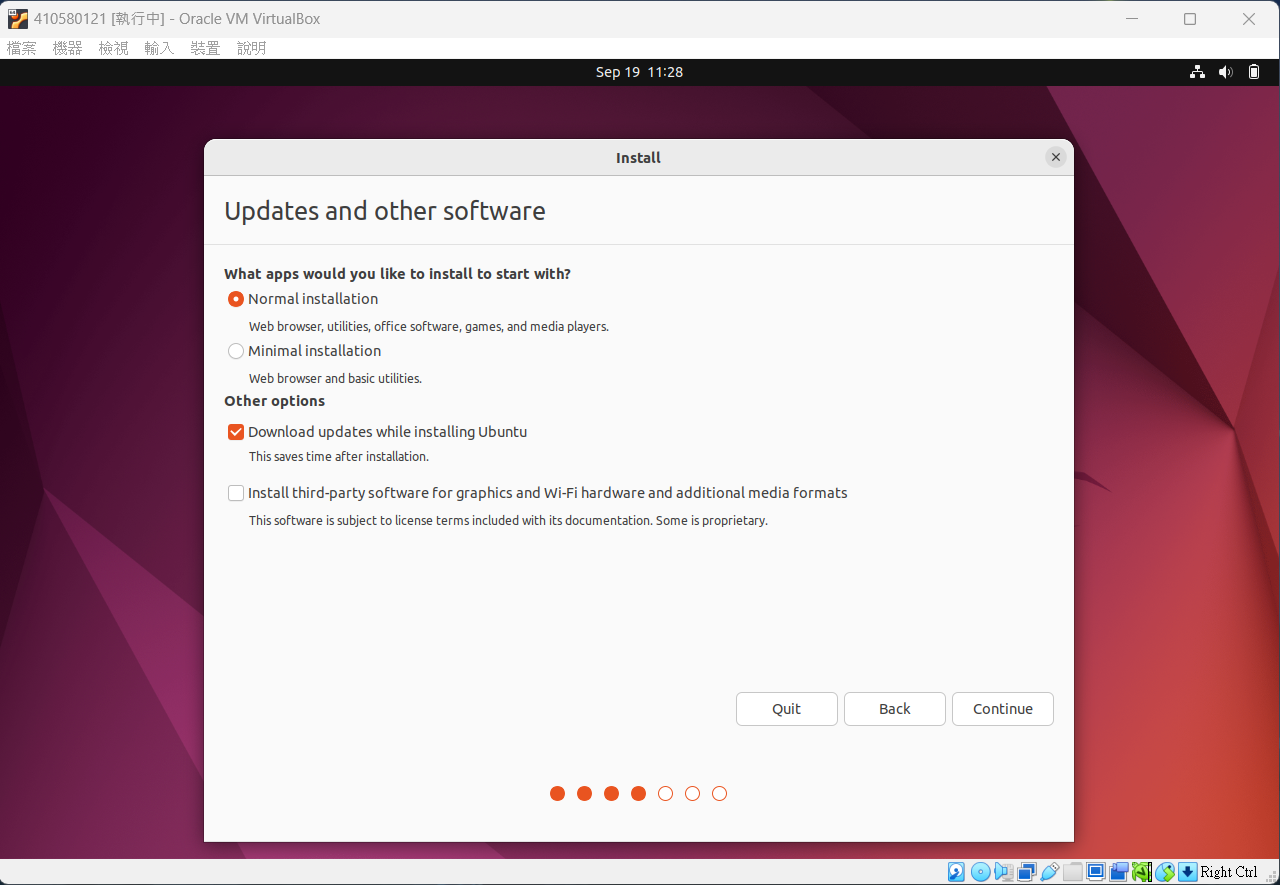 410580121 [執行中] - Oracle VM VirtualBox
檔案 機器 檢視 輸入 裝置 說明
Sep 19 11:28
Install
Updates and other software
What apps would you like to install to start with?
Normal installation
Web browser, utilities, office software, games, and media players.
Minimal installation
Web browser and basic utilities.
Other options
Download updates while installing Ubuntu
This saves time after installation.
Install third-party software for graphics and Wi-Fi hardware and additional media formats
This software is subject to license terms included with its documentation. Some is proprietary.
Quit Back Continue
Right Ctrl